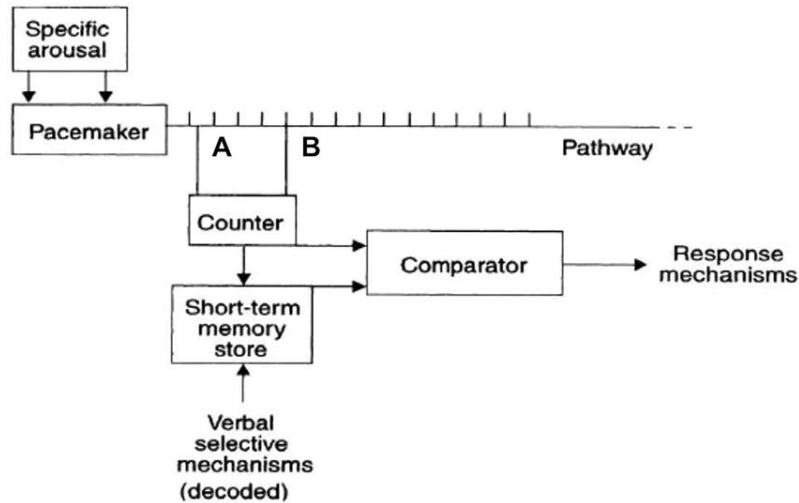 Specific
arousal
Pacemaker
A
B
Pathway
Counter
Comparator
Response
mechanisms
Short-term
memory
store
Verbal
selective
mechanisms
(decoded)